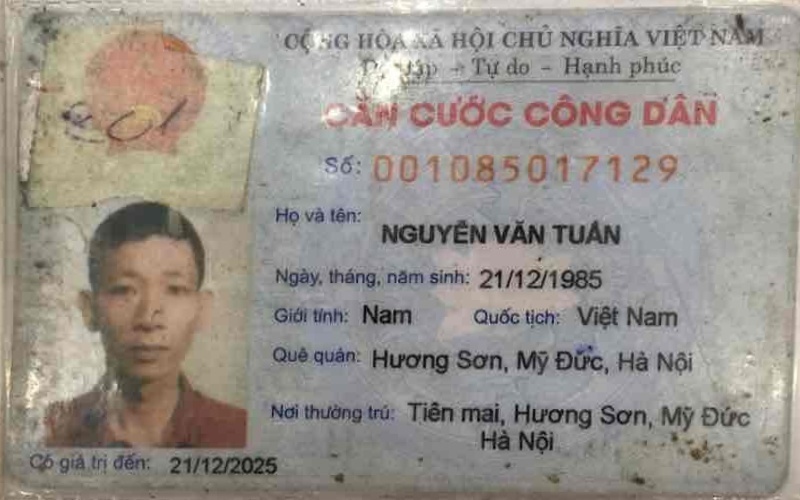 CỘNG HÒA XÃ HỘI CHỦ NGHĨA VIỆT NAM
lập - Tự do - Hạnh phúc
CĂN CƯỚC CÔNG DÂN
Số: 001085017129
201
Họ và tên:
NGUYỄN VĂN TUẤN
Ngày, tháng, năm sinh: 21/12/1985
Giới tính: Nam Quốc tịch: Việt Nam
Quê quán: Hương Sơn, Mỹ Đức, Hà Nội
Nơi thường trú: Tiên mai, Hương Sơn, Mỹ Đức
Hà Nội
Có giá trị đến: 21/12/2025